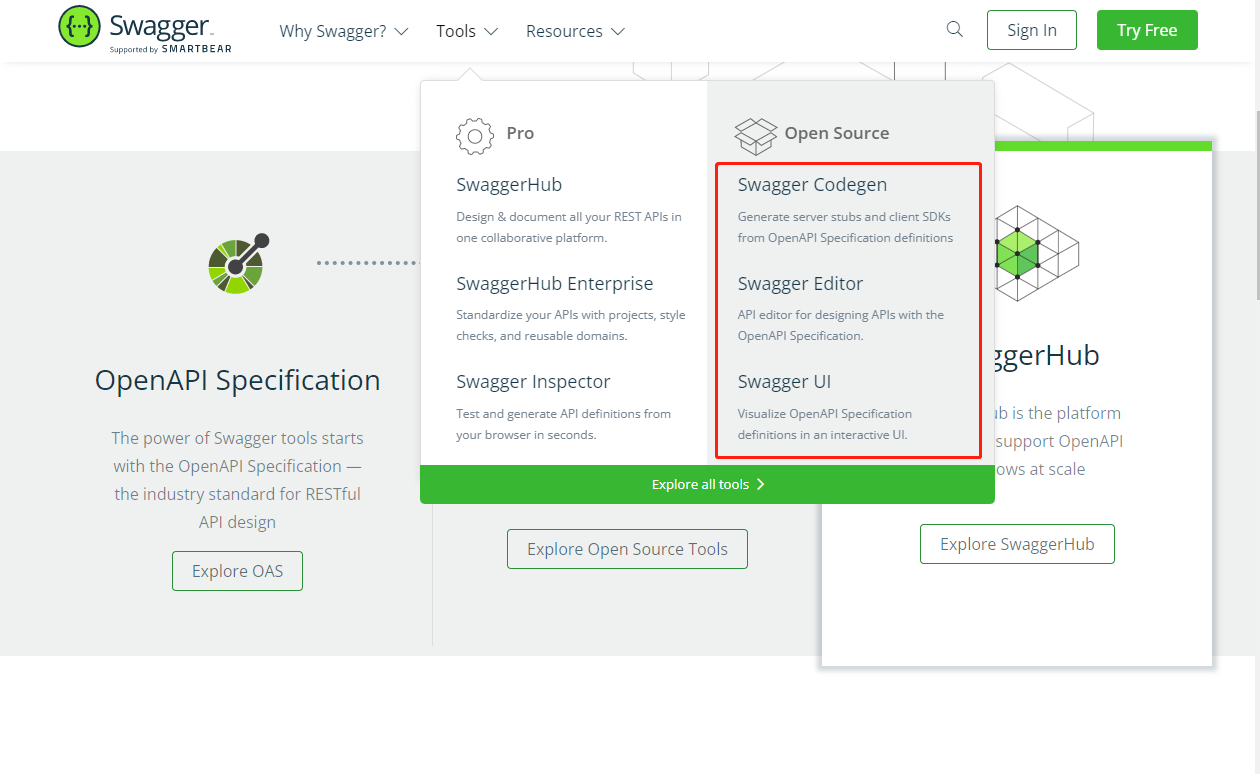 Swagger
Supported by SMARTBEAR
Why Swagger?
Tools
Resources
Sign In
Try Free
Pro
SwaggerHub
Design & document all your REST APIs in
one collaborative platform.
SwaggerHub Enterprise
Standardize your APIs with projects, style
checks, and reusable domains.
Swagger Inspector
Test and generate API definitions from
your browser in seconds.
Open Source
Swagger Codegen
Generate server stubs and client SDKs
from OpenAPI Specification definitions
Swagger Editor
API editor for designing APIs with the
OpenAPI Specification.
Swagger UI
Visualize OpenAPI Specification
definitions in an interactive UI.
Explore all tools
OpenAPI Specification
The power of Swagger tools starts
with the OpenAPI Specification —
the industry standard for RESTful
API design
Explore OAS
Explore Open Source Tools
ggerHub
ub is the platform
support OpenAPI
ows at scale
Explore SwaggerHub